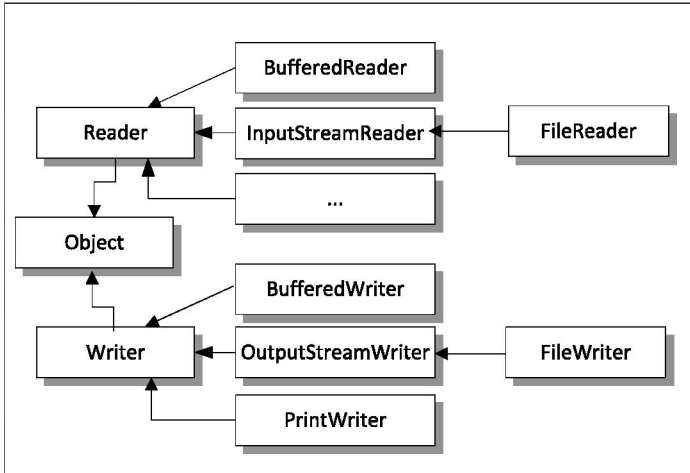 BufferedReader
Reader
InputStreamReader
FileReader
...
Object
BufferedWriter
Writer
OutputStreamWriter
FileWriter
PrintWriter